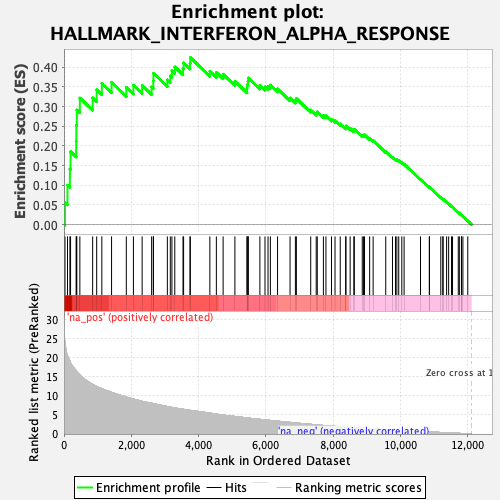 Enrichment plot:
HALLMARK_INTERFERON_ALPHA_RESPONSE
Enrichment score (ES)
0.40
0.35
0.30
0.25
0.20
0.15
0.10
0.05
0.00
'na_pos' (positively correlated)
Ranked list metric (PreRanked)
30
25
20
15
10
5
0
Zero cross at 1
'na_neg' (negatively correlated)
0
2,000
4,000
6,000
8,000
10,000
12,000
Rank in Ordered Dataset
Enrichment profile
Hits
Ranking metric scores